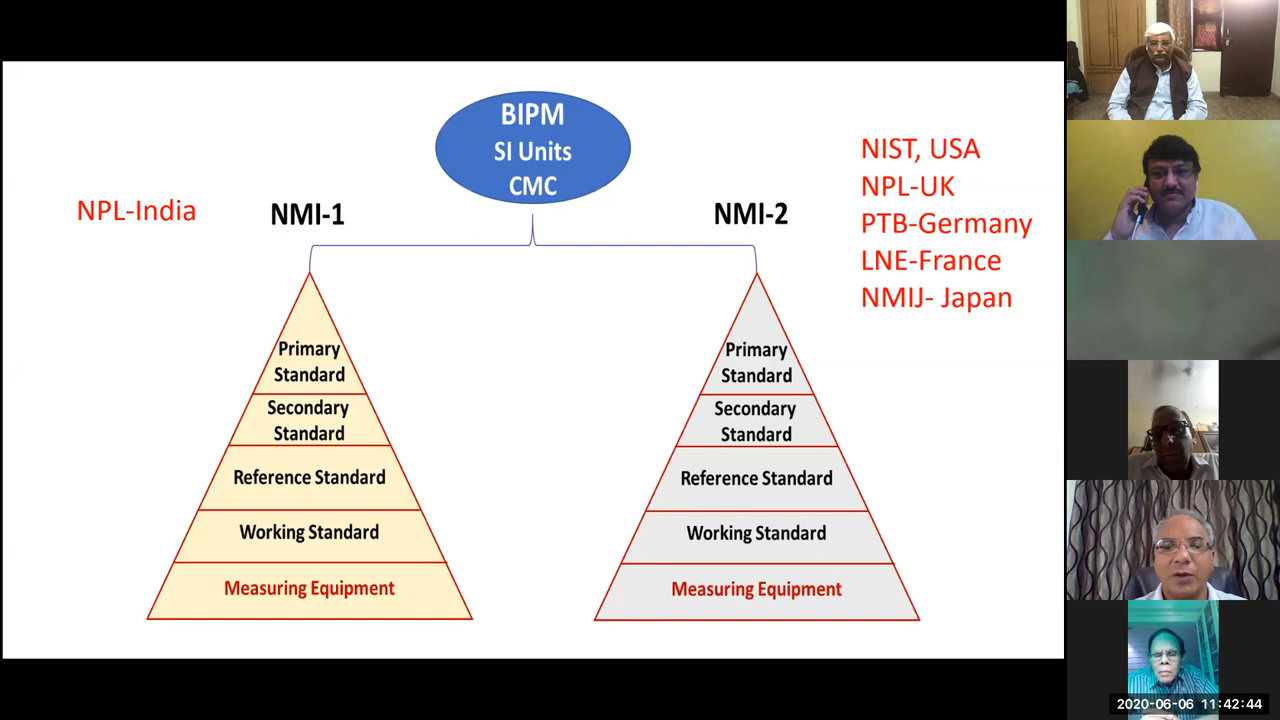 BIPM
SI Units
CMC
NPL-India
NMI-1
NMI-2
NIST, USA
NPL-UK
PTB-Germany
LNE-France
NMIJ- Japan
Primary
Standard
Secondary
Standard
Reference Standard
Working Standard
Measuring Equipment
Primary
Standard
Secondary
Standard
Reference Standard
Working Standard
Measuring Equipment
2020-06-06 11:42:44